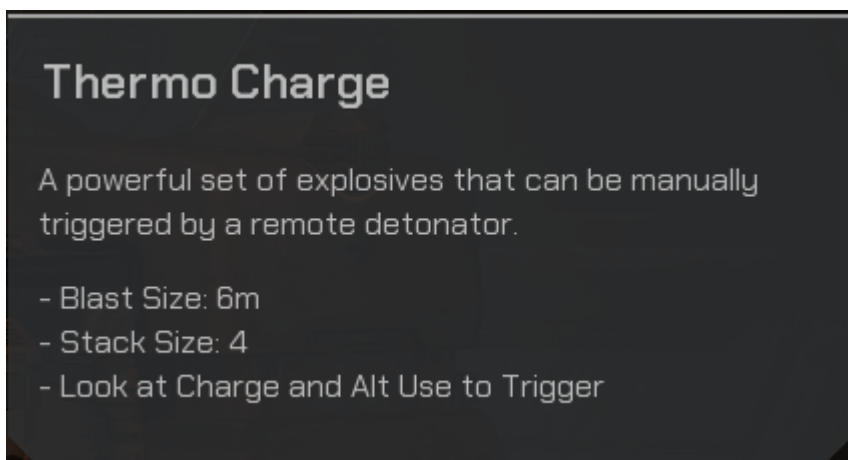 Thermo Charge
A powerful set of explosives that can be manually
triggered by a remote detonator.
- Blast Size: 6m
- Stack Size: 4
- Look at Charge and Alt Use to Trigger